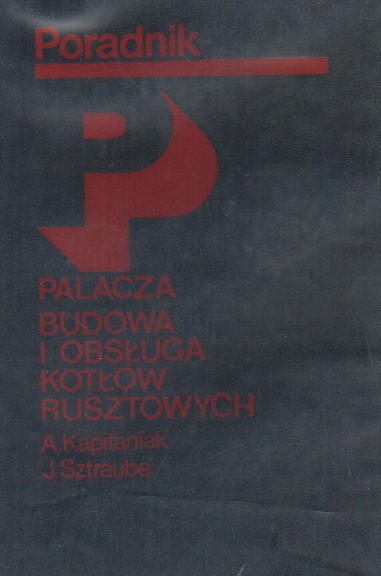 Poradnik
P
PALACZA
BUDOWA
I OBSŁUGA
KOTŁÓW
RUSZTOWYCH
A.Kapitaniak
J.Sztraube